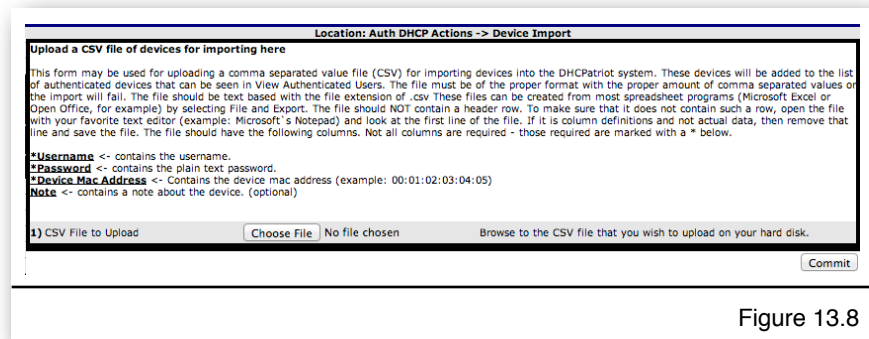 Location: Auth DHCP Actions -> Device Import
Upload a CSV file of devices for importing here
This form may be used for uploading a comma separated value file (CSV) for importing devices into the DHCPatriot system. These devices will be added to the list
of authenticated devices that can be seen in View Authenticated Users. The file must be of the proper format with the proper amount of comma separated values or
the import will fail. The file should be text based with the file extension of .csv These files can be created from most spreadsheet programs (Microsoft Excel or
Open Office, for example) by selecting File and Export. The file should NOT contain a header row. To make sure that it does not contain such a row, open the file
with your favorite text editor (example: Microsoft`s Notepad) and look at the first line of the file. If it is column definitions and not actual data, then remove that
line and save the file. The file should have the following columns. Not all columns are required - those required are marked with a * below.
*Username <- contains the username.
*Password <- contains the plain text password.
*Device Mac Address <- Contains the device mac address (example: 00:01:02:03:04:05)
Note <- contains a note about the device. (optional)
1) CSV File to Upload Choose File No file chosen Browse to the CSV file that you wish to upload on your hard disk.
Commit
Figure 13.8